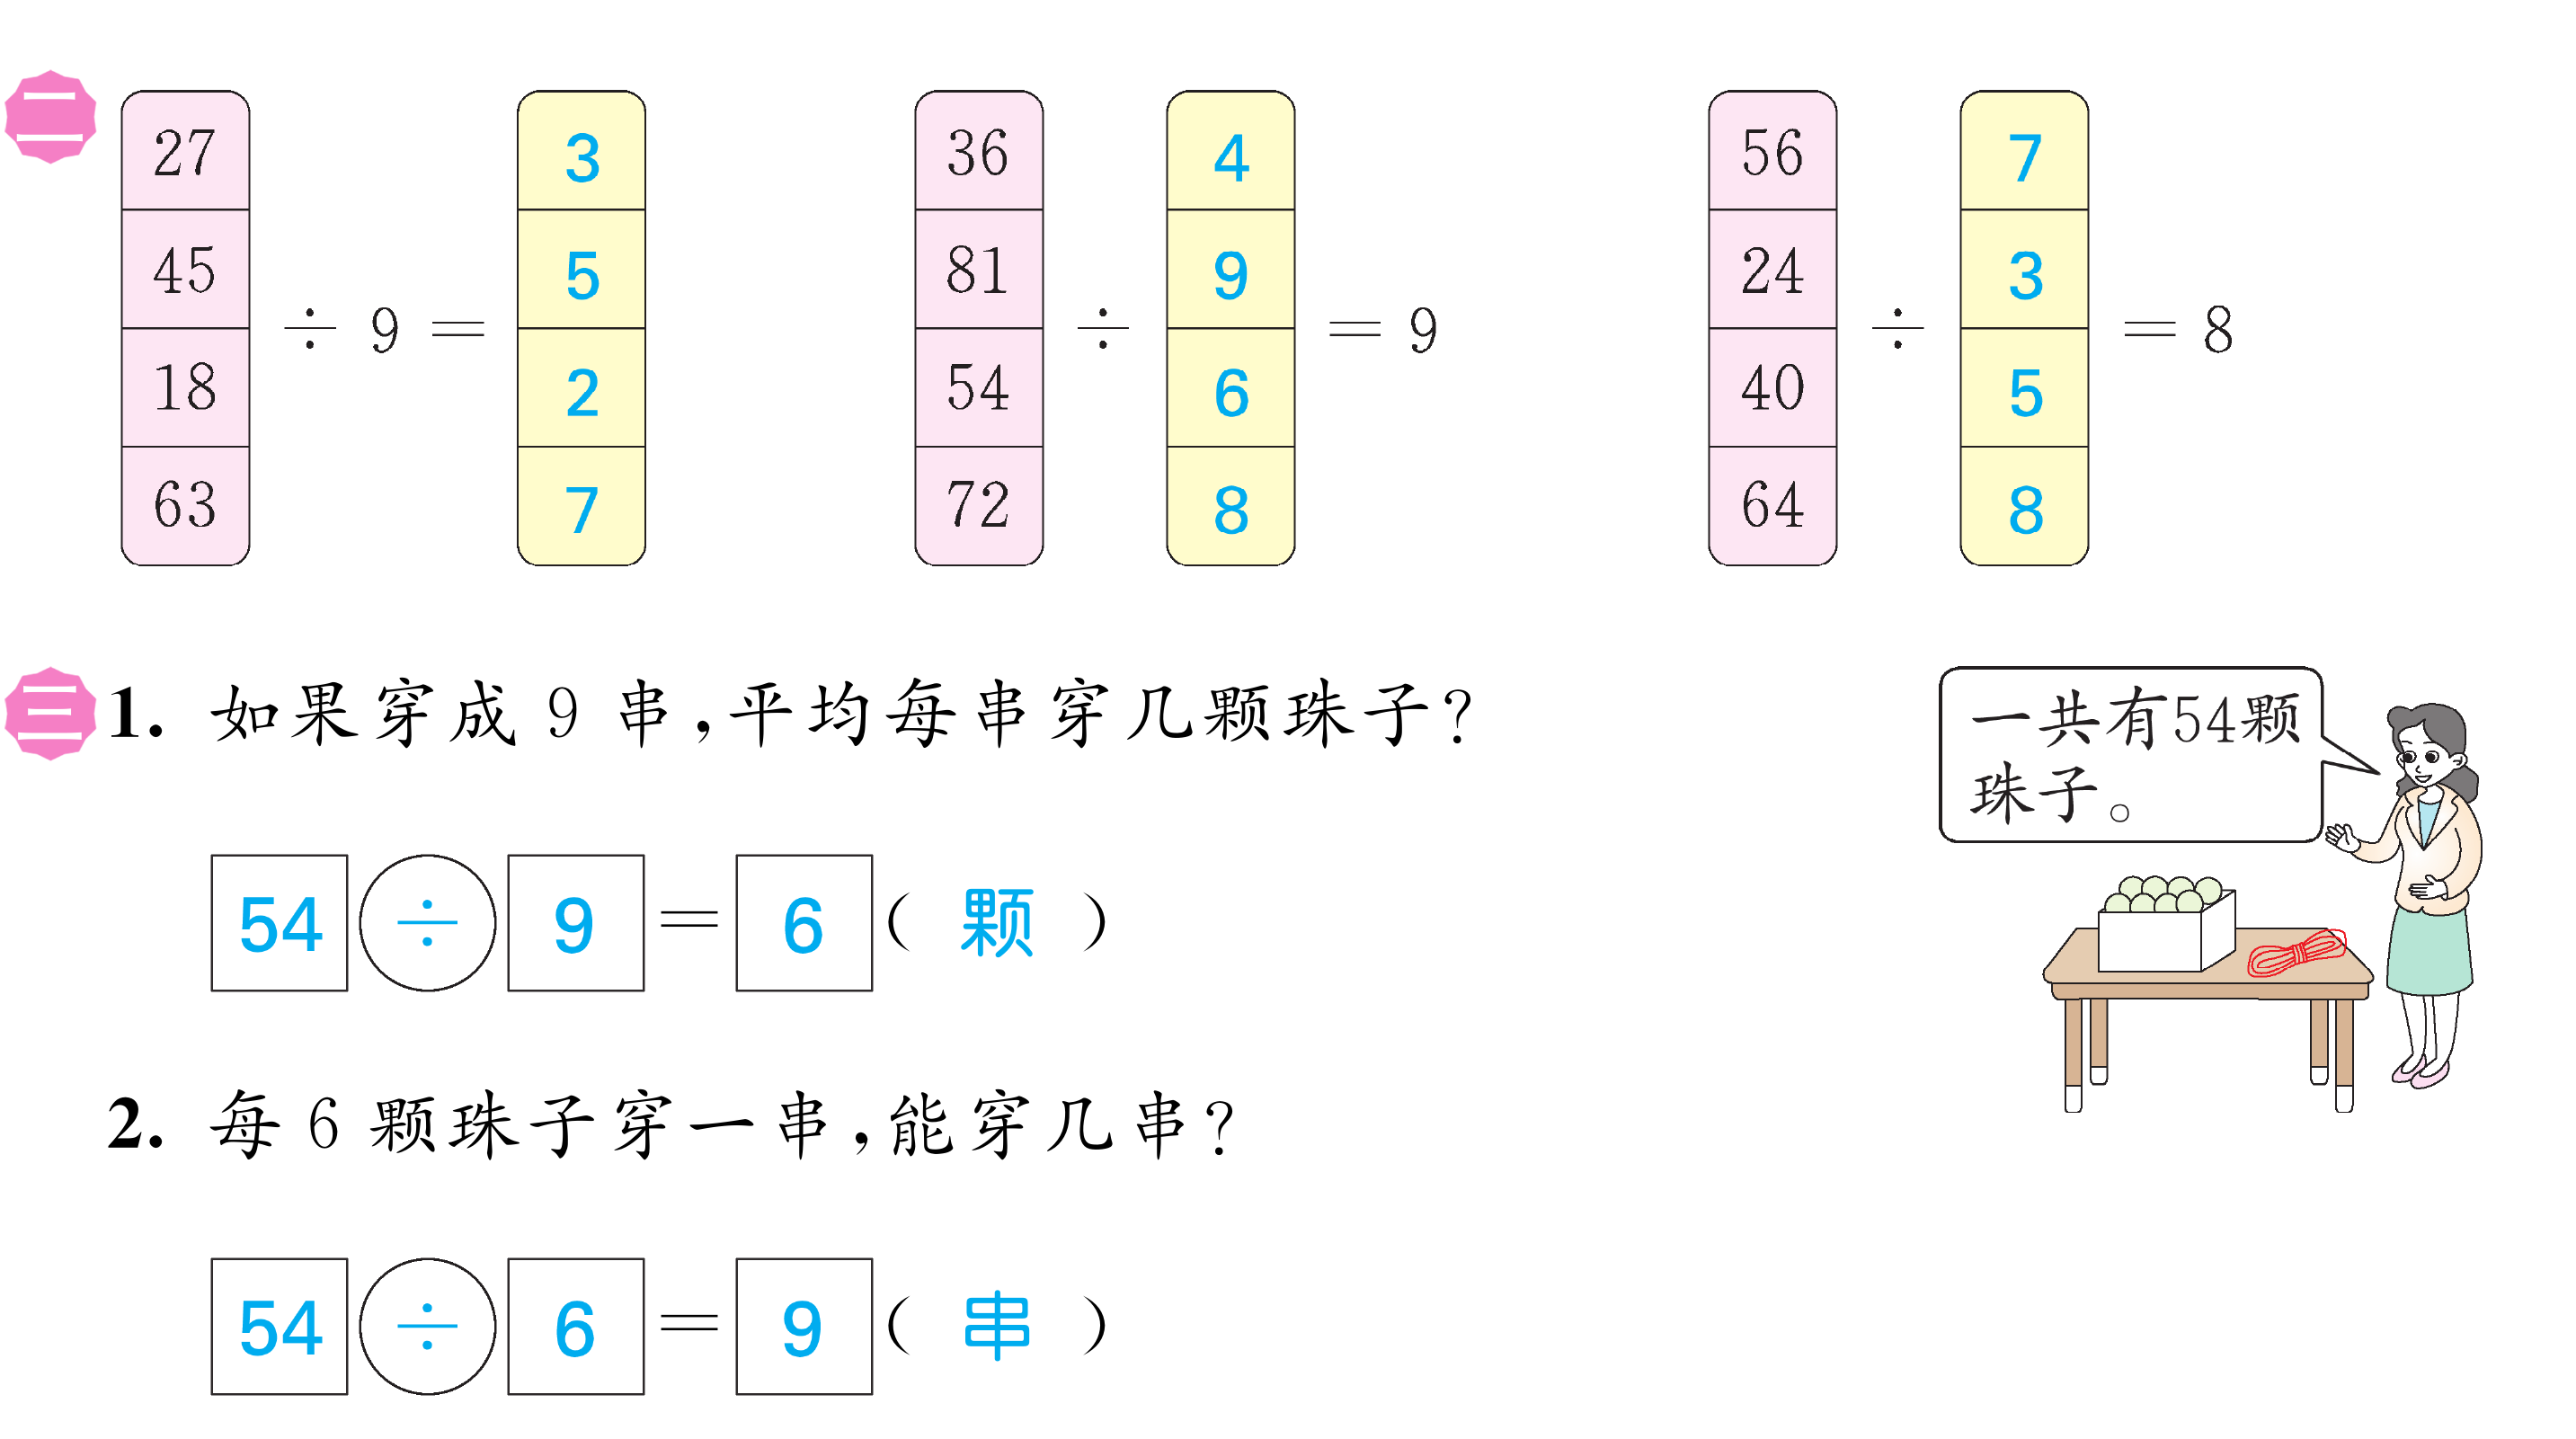 二
27 45 18 63 ÷ 9 = 3 5 2 7
36 81 54 72 ÷ 4 9 6 8 = 9
56 24 40 64 ÷ 7 3 5 8 = 8
三 1. 如果穿成 9 串,平均每串穿几颗珠子?
一共有54颗
珠子。
54 ÷ 9 = 6 ( 颗 )
2. 每 6 颗珠子穿一串,能穿几串?
54 ÷ 6 = 9 ( 串 )